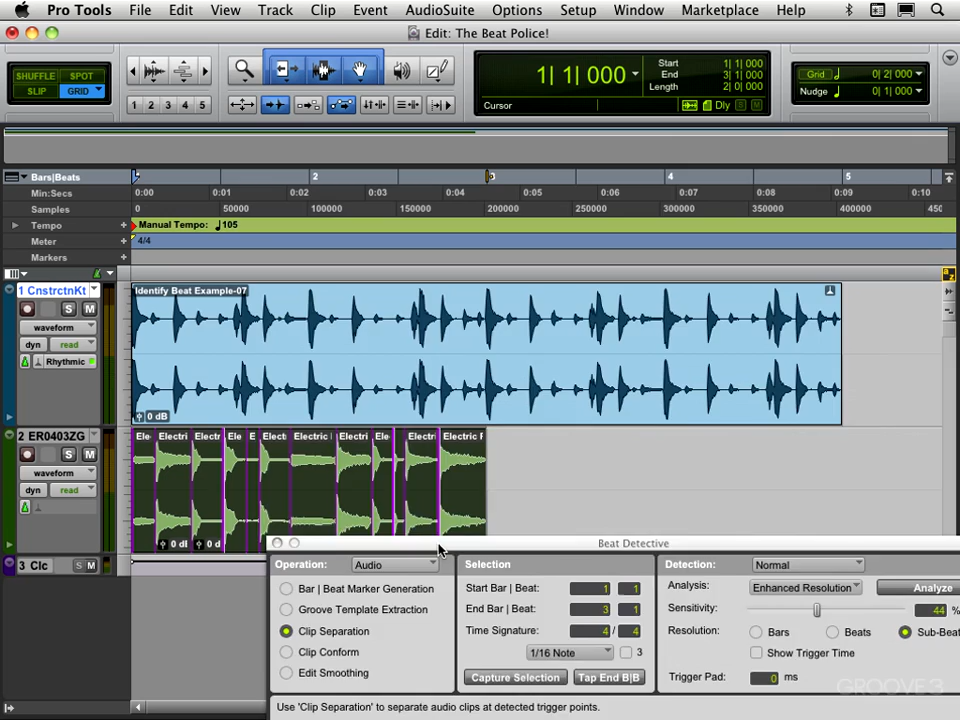 Pro Tools File Edit View Track Clip Event AudioSuite Options Setup Window Marketplace Help
Edit: The Beat Police!
SHUFFLE SPOT
SLIP GRID
1 2 3 4 5
1| 1| 000
Start 1| 1| 000
End 3| 1| 000
Length 2| 0| 000
Cursor
Dly S M
Grid 0| 2| 000
Nudge 0| 1| 000
Bars|Beats 2 3 4 5
Min:Secs 0:00 0:01 0:02 0:03 0:04 0:05 0:06 0:07 0:08 0:09 0:10
Samples 0 50000 100000 150000 200000 250000 300000 350000 400000 450
Tempo + Manual Tempo: 105
Meter + 4/4
Markers +
a z
1 CnstrctnKt
Identify Beat Example-07
S M
waveform
dyn read
Rhythmic
0 dB
2 ER0403ZG
Ele Electri Electr Ele E Electr Electric Electri Ele Electri Electric F
S M
waveform
dyn read
0 dB 0 d
3 Clc S M
Beat Detective
Operation: Audio
Bar | Beat Marker Generation
Groove Template Extraction
Clip Separation
Clip Conform
Edit Smoothing
Selection
Start Bar | Beat: 1 1
End Bar | Beat: 3 1
Time Signature: 4 / 4
1/16 Note 3
Capture Selection Tap End B|B
Detection: Normal
Analysis: Enhanced Resolution Analyze
Sensitivity: 44 %
Resolution: Bars Beats Sub-Beat
Show Trigger Time
Trigger Pad: 0 ms
GROOVE 3
Use 'Clip Separation' to separate audio clips at detected trigger points.